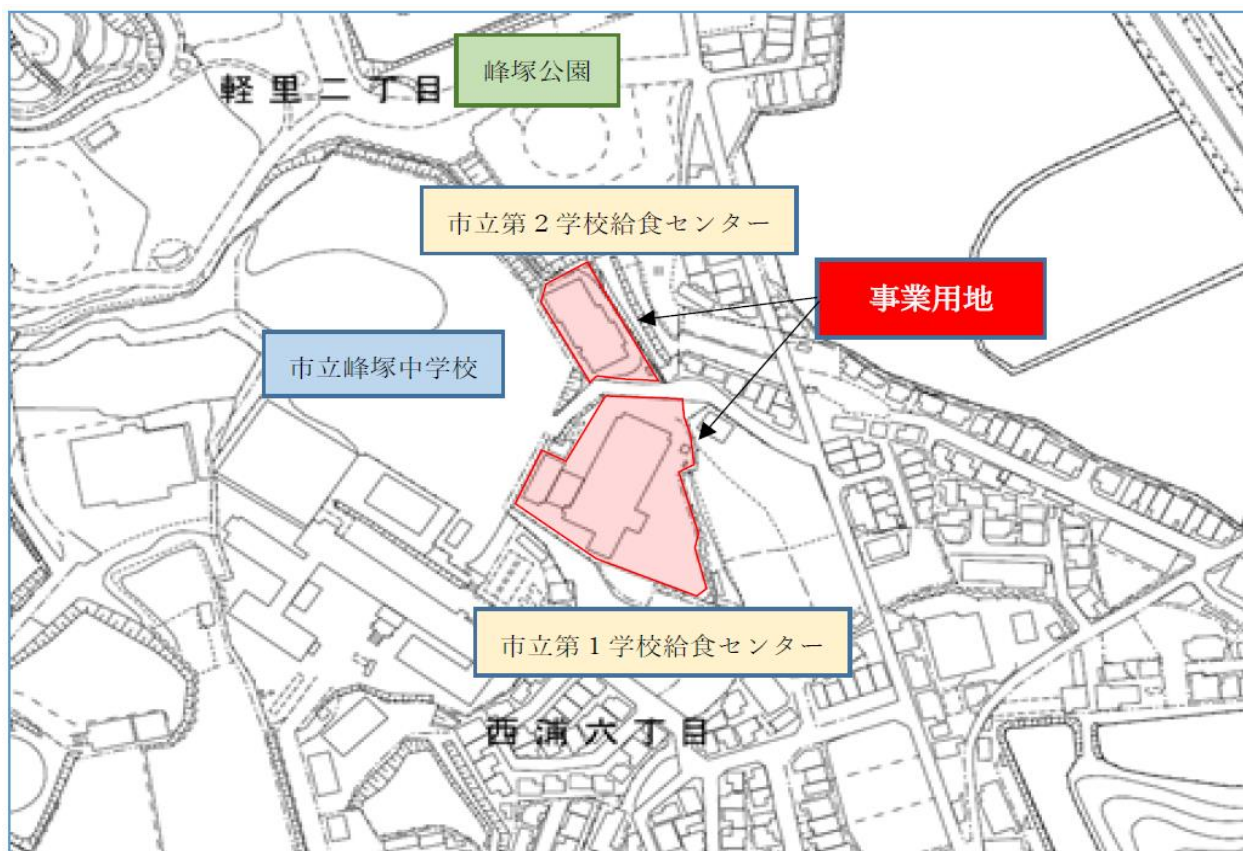 峰塚公園
軽里二丁目
市立第２学校給食センター
事業用地
市立峰塚中学校
市立第１学校給食センター
西浦六丁目